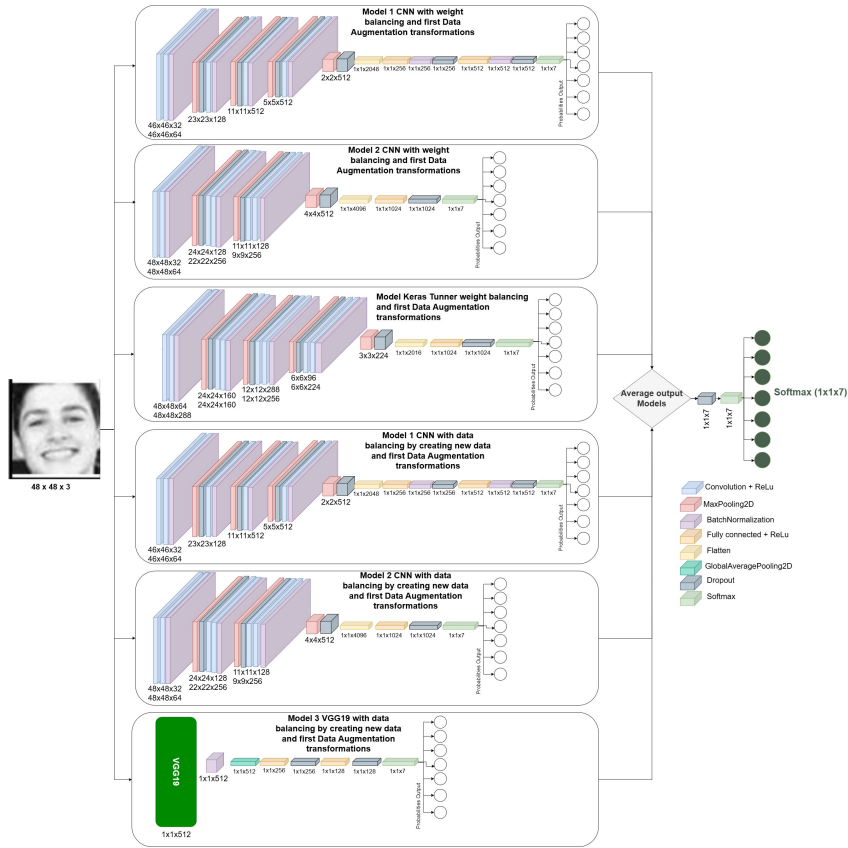 Model 1 CNN with weight
balancing and first Data
Augmentation transformations
46x46x32
46x46x64
23x23x128
11x11x512
5x5x512
2x2x512
1x1x2048
1x1x256
1x1x256
1x1x256
1x1x512
1x1x512
1x1x512
1x1x7
Probabilities Output
Model 2 CNN with weight
balancing and first Data
Augmentation transformations
48x48x32
48x48x64
24x24x128
22x22x256
11x11x128
9x9x256
4x4x512
1x1x4096
1x1x1024
1x1x1024
1x1x7
Probabilities Output
Model Keras Tunner weight balancing
and first Data Augmentation
transformations
48x48x64
48x48x288
24x24x160
24x24x160
12x12x288
12x12x256
6x6x96
6x6x224
3x3x224
1x1x2016
1x1x1024
1x1x1024
1x1x7
Probabilities Output
48 x 48 x 3
Model 1 CNN with data
balancing by creating new data
and first Data Augmentation
transformations
46x46x32
46x46x64
23x23x128
11x11x512
5x5x512
2x2x512
1x1x2048
1x1x256
1x1x256
1x1x256
1x1x512
1x1x512
1x1x512
1x1x7
Probabilities Output
Model 2 CNN with data
balancing by creating new data
and first Data Augmentation
transformations
48x48x32
48x48x64
24x24x128
22x22x256
11x11x128
9x9x256
4x4x512
1x1x4096
1x1x1024
1x1x1024
1x1x7
Probabilities Output
Model 3 VGG19 with data
balancing by creating new data
and first Data Augmentation
transformations
VGG19
1x1x512
1x1x512
1x1x512
1x1x256
1x1x256
1x1x128
1x1x128
1x1x7
Probabilities Output
Average output
Models
1x1x7
1x1x7
Softmax (1x1x7)
Convolution + ReLu
MaxPooling2D
BatchNormalization
Fully connected + ReLu
Flatten
GlobalAveragePooling2D
Dropout
Softmax